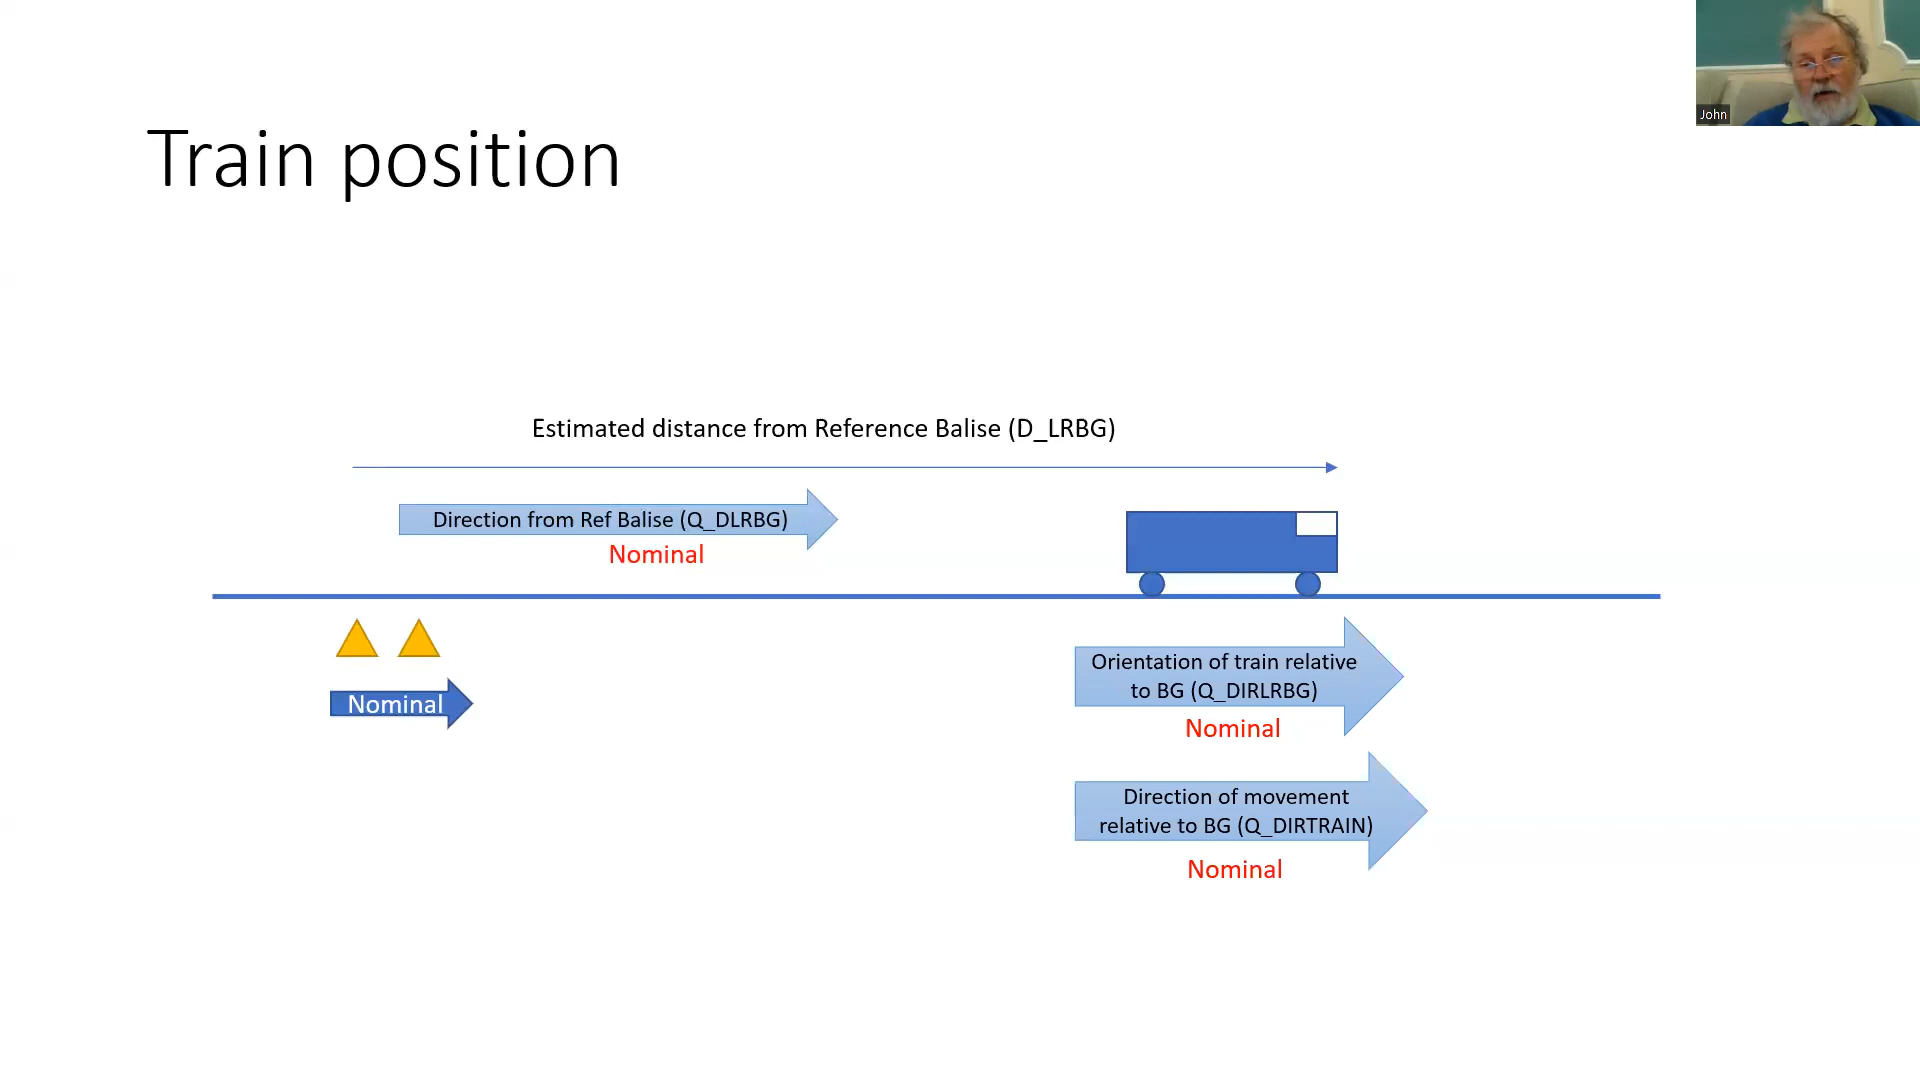 John
Train position
Estimated distance from Reference Balise (D_LRBG)
Direction from Ref Balise (Q_DLRBG)
Nominal
Nominal
Orientation of train relative
to BG (Q_DIRLRBG)
Nominal
Direction of movement
relative to BG (Q_DIRTRAIN)
Nominal